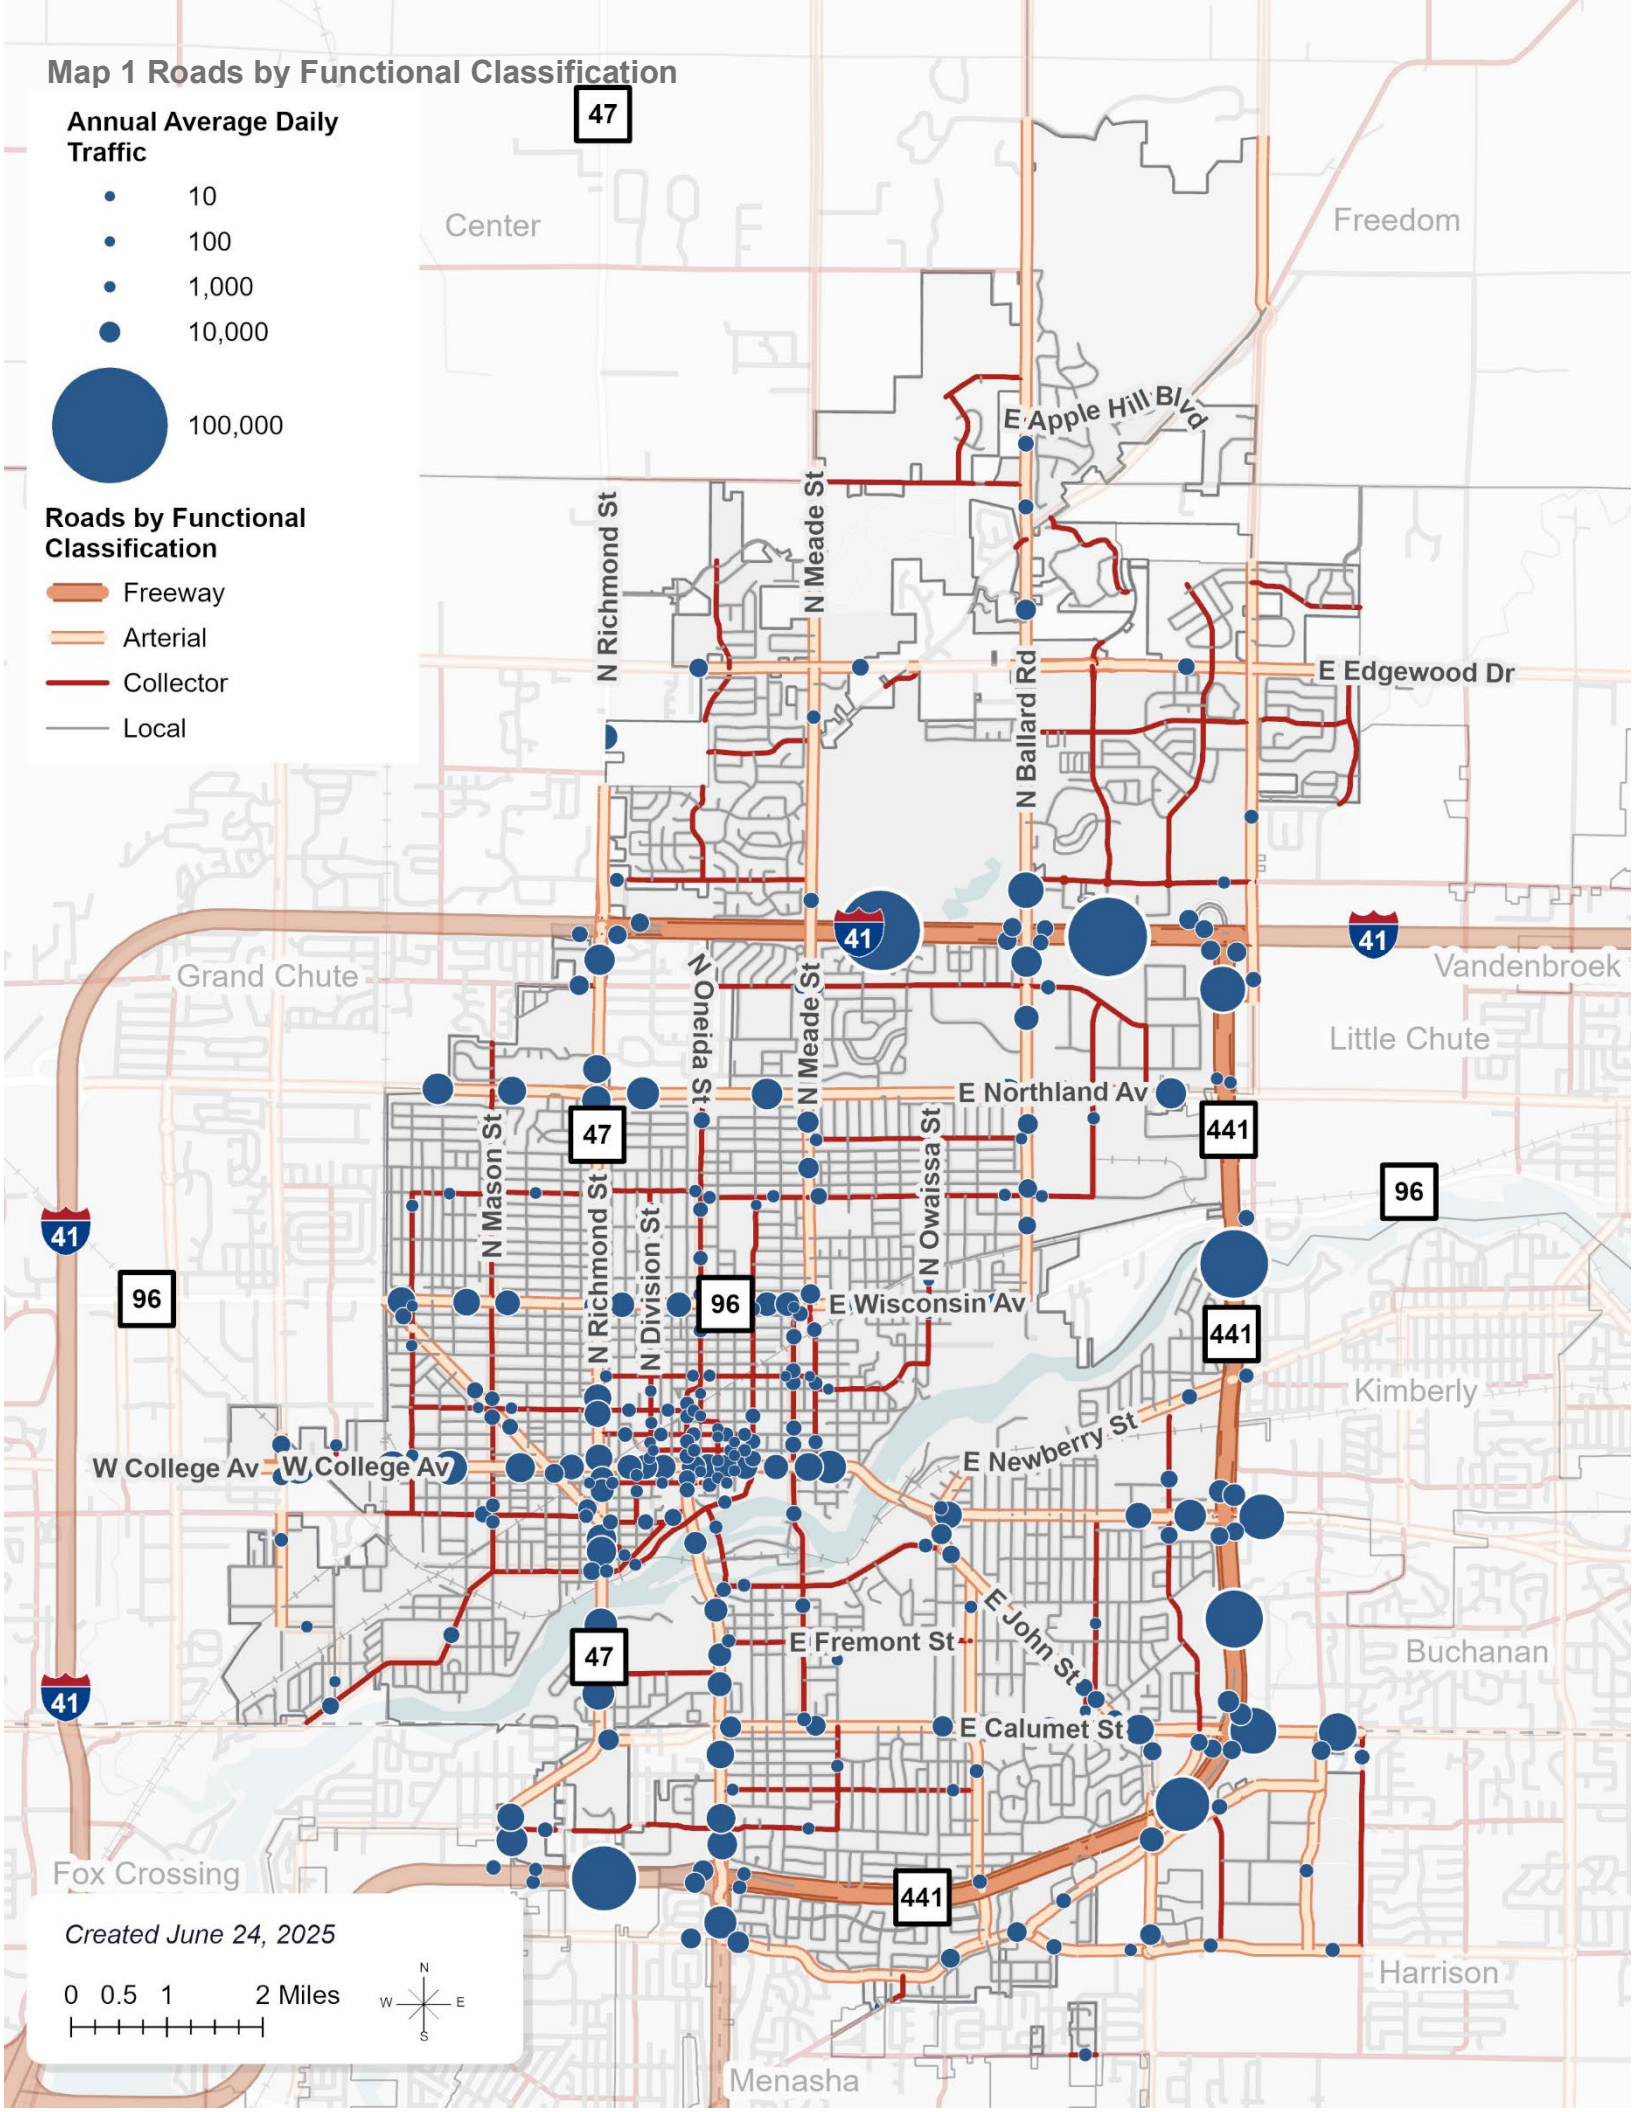 Map 1 Roads by Functional Classification
Annual Average Daily
Traffic
10
100
1,000
10,000
100,000
Roads by Functional
Classification
Freeway
Arterial
Collector
Local
47
Center
Freedom
E Apple Hill Blvd
N Richmond St
N Meade St
E Edgewood Dr
N Ballard Rd
41
41
Grand Chute
Vandenbroek
N Oneida St
N Meade St
Little Chute
E Northland Av
47
441
N Mason St
N Owaissa St
96
N Richmond St
N Division St
41
96
96
E Wisconsin Av
441
Kimberly
E Newberry St
W College Av
W College Av
E John St
E Fremont St
47
Buchanan
41
E Calumet St
Fox Crossing
441
Created June 24, 2025
0 0.5 1 2 Miles
N
W E
S
Harrison
Menasha